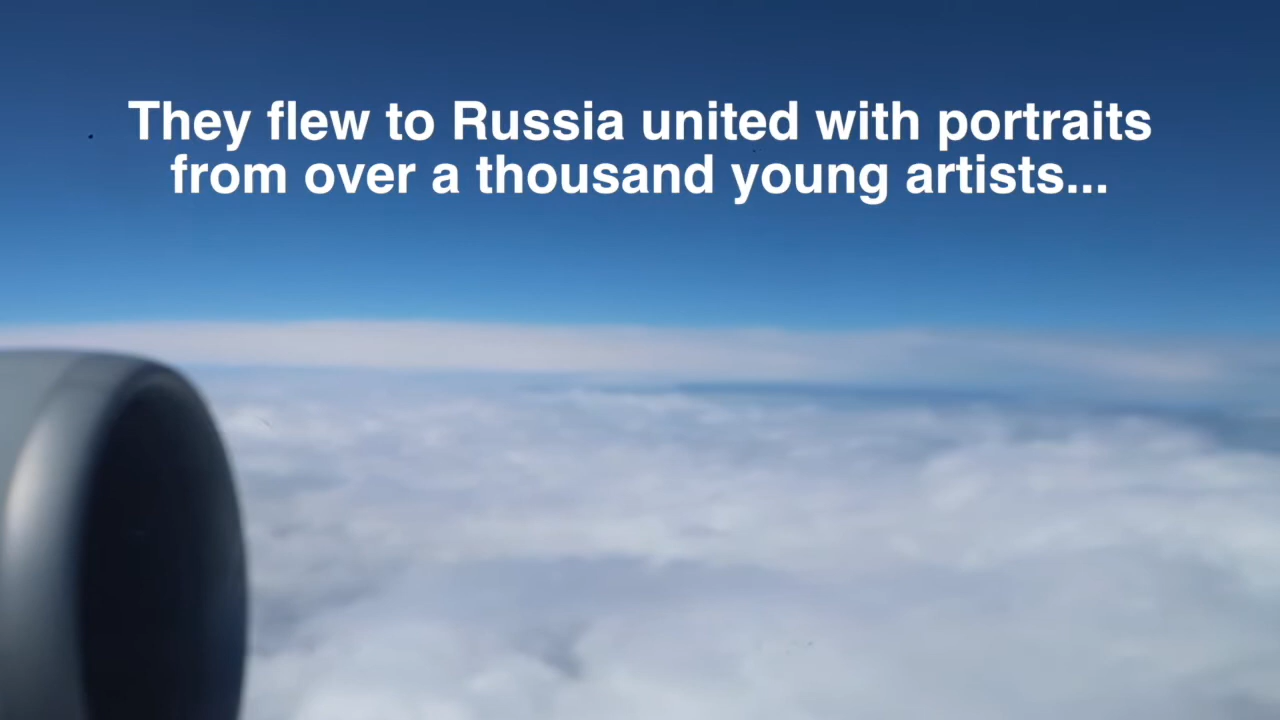 They flew to Russia united with portraits
from over a thousand young artists...